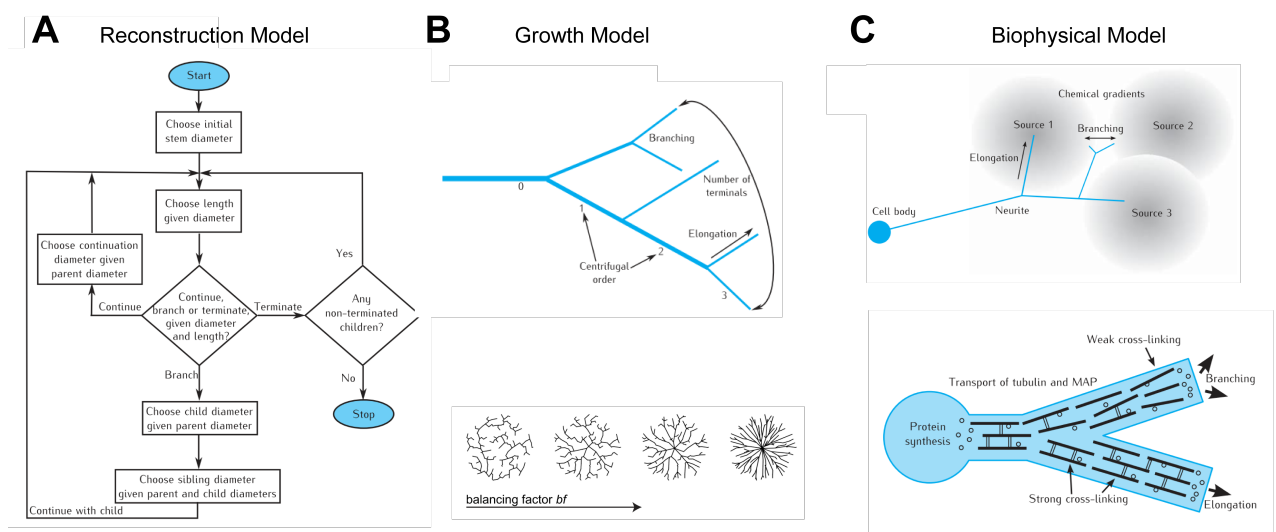 A
Reconstruction Model
Start
Choose initial
stem diameter
Choose length
given diameter
Choose continuation
diameter given
parent diameter
Yes
Continue
Continue,
branch or terminate,
given diameter
and length?
Terminate
Any
non-terminated
children?
Branch
No
Choose child diameter
given parent diameter
Stop
Choose sibling diameter
given parent and child diameters
Continue with child
B
Growth Model
Branching
0
Number of
terminals
1
Elongation
2
Centrifugal
order
3
balancing factor bf
C
Biophysical Model
Chemical gradients
Source 1
Branching
Source 2
Elongation
Cell body
Neurite
Source 3
Weak cross-linking
Transport of tubulin and MAP
Branching
Protein
synthesis
Strong cross-linking
Elongation